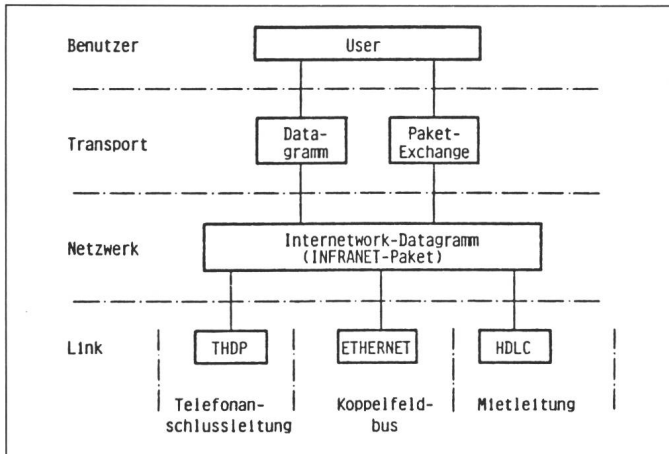 Benutzer
User
Data-
gramm
Paket-
Exchange
Transport
Internetwork-Datagramm
(INFRANET-Paket)
Netzwerk
Link
THDP
ETHERNET
HDLC
Telefonan-
schlussleitung
Koppelfeld-
bus
Mietleitung